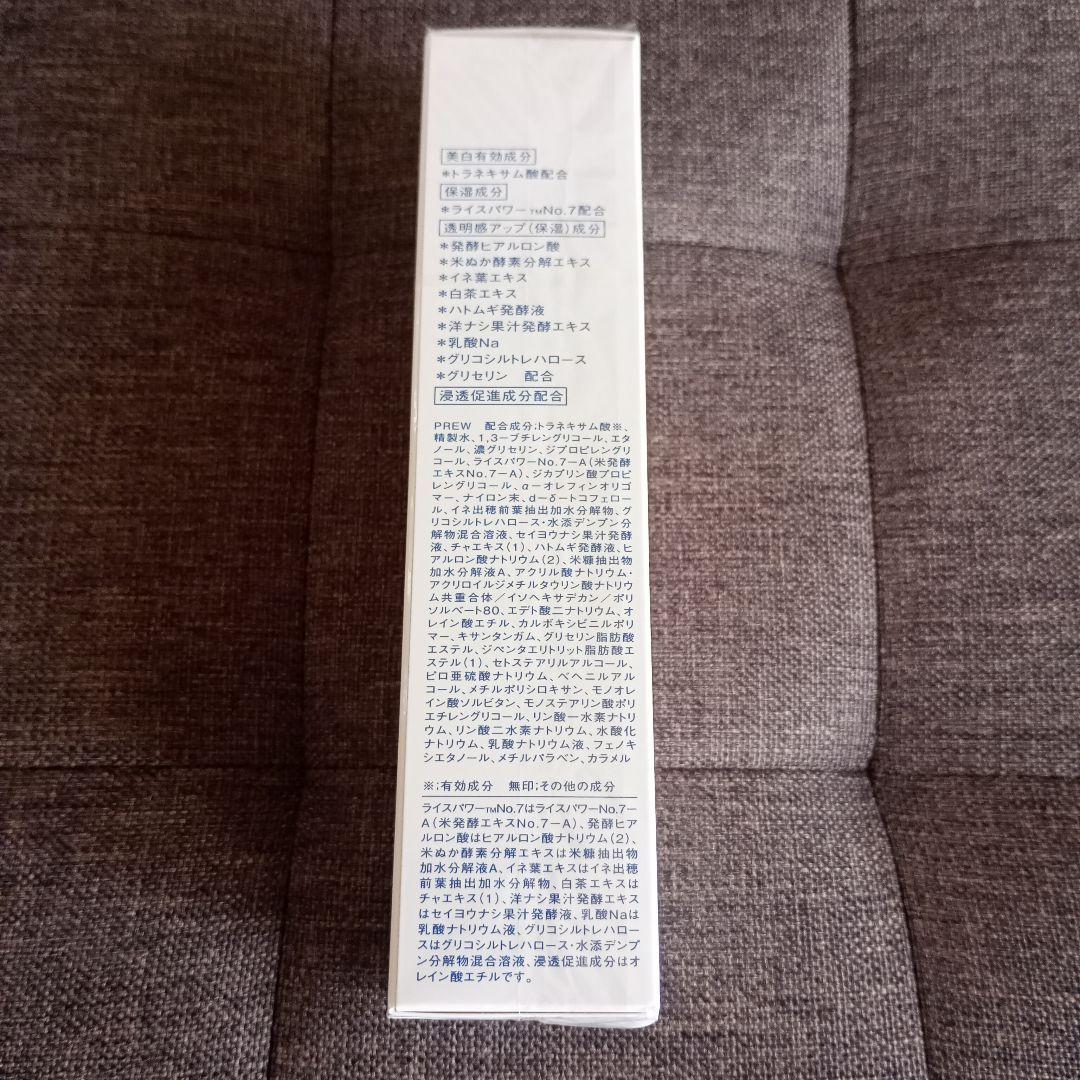 美白有効成分
*トラネキサム酸配合
保湿成分
*ライスパワーTMNo.7配合
透明感アップ(保湿)成分
*発酵ヒアルロン酸
*米ぬか酵素分解エキス
*イネ葉エキス
*白茶エキス
*ハトムギ発酵液
*洋ナシ果汁発酵エキス
*乳酸Na
*グリコシルトレハロース
*グリセリン 配合
浸透促進成分配合
PREW 配合成分;トラネキサム酸※、
精製水、1,3−ブチレングリコール、エタ
ノール、濃グリセリン、ジプロピレングリ
コール、ライスパワーNo.7−A(米発酵
エキスNo.7−A)、ジカプリン酸プロピ
レングリコール、α−オレフィンオリゴ
マー、ナイロン末、d−δ−トコフェロ
ール、イネ出穂前葉抽出加水分解物、グ
リコシルトレハロース・水添デンプン分
解物混合溶液、セイヨウナシ果汁発酵
液、チャエキス(1)、ハトムギ発酵液、ヒ
アルロン酸ナトリウム(2)、米糠抽出物
加水分解液A、アクリル酸ナトリウム・
アクリロイルジメチルタウリン酸ナトリウ
ム共重合体/イソヘキサデカン/ポリ
ソルベート80、エデト酸二ナトリウム、オ
レイン酸エチル、カルボキシビニルポリ
マー、キサンタンガム、グリセリン脂肪酸
エステル、ジペンタエリトリット脂肪酸エ
ステル(1)、セトステアリルアルコール、
ピロ亜硫酸ナトリウム、ベヘニルアル
コール、メチルポリシロキサン、モノオレ
イン酸ソルビタン、モノステアリン酸ポリ
エチレングリコール、リン酸一水素ナトリ
ウム、リン酸二水素ナトリウム、水酸化
ナトリウム、乳酸ナトリウム液、フェノキ
シエタノール、メチルパラベン、カラメル
※;有効成分 無印;その他の成分
ライスパワーTMNo.7はライスパワーNo.7−
A(米発酵エキスNo.7−A)、発酵ヒア
ルロン酸はヒアルロン酸ナトリウム(2)、
米ぬか酵素分解エキスは米糠抽出物
加水分解液A、イネ葉エキスはイネ出穂
前葉抽出加水分解物、白茶エキスは
チャエキス(1)、洋ナシ果汁発酵エキス
はセイヨウナシ果汁発酵液、乳酸Naは
乳酸ナトリウム液、グリコシルトレハロー
スはグリコシルトレハロース・水添デンプ
ン分解物混合溶液、浸透促進成分はオ
レイン酸エチルです。